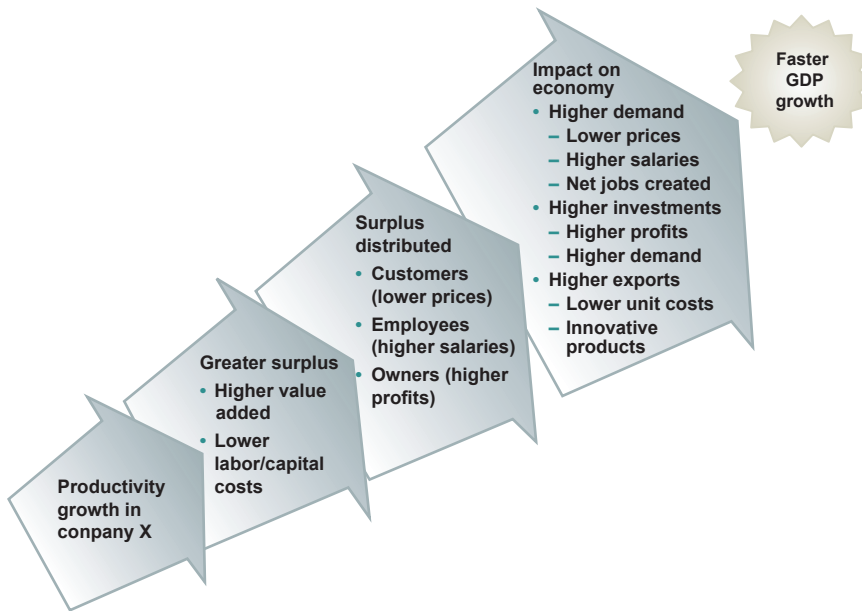 Productivity
growth in
conpany X
Greater surplus
• Higher value
added
• Lower
labor/capital
costs
Surplus
distributed
• Customers
(lower prices)
• Employees
(higher salaries)
• Owners (higher
profits)
Impact on
economy
• Higher demand
– Lower prices
– Higher salaries
– Net jobs created
• Higher investments
– Higher profits
– Higher demand
• Higher exports
– Lower unit costs
– Innovative
products
Faster
GDP
growth